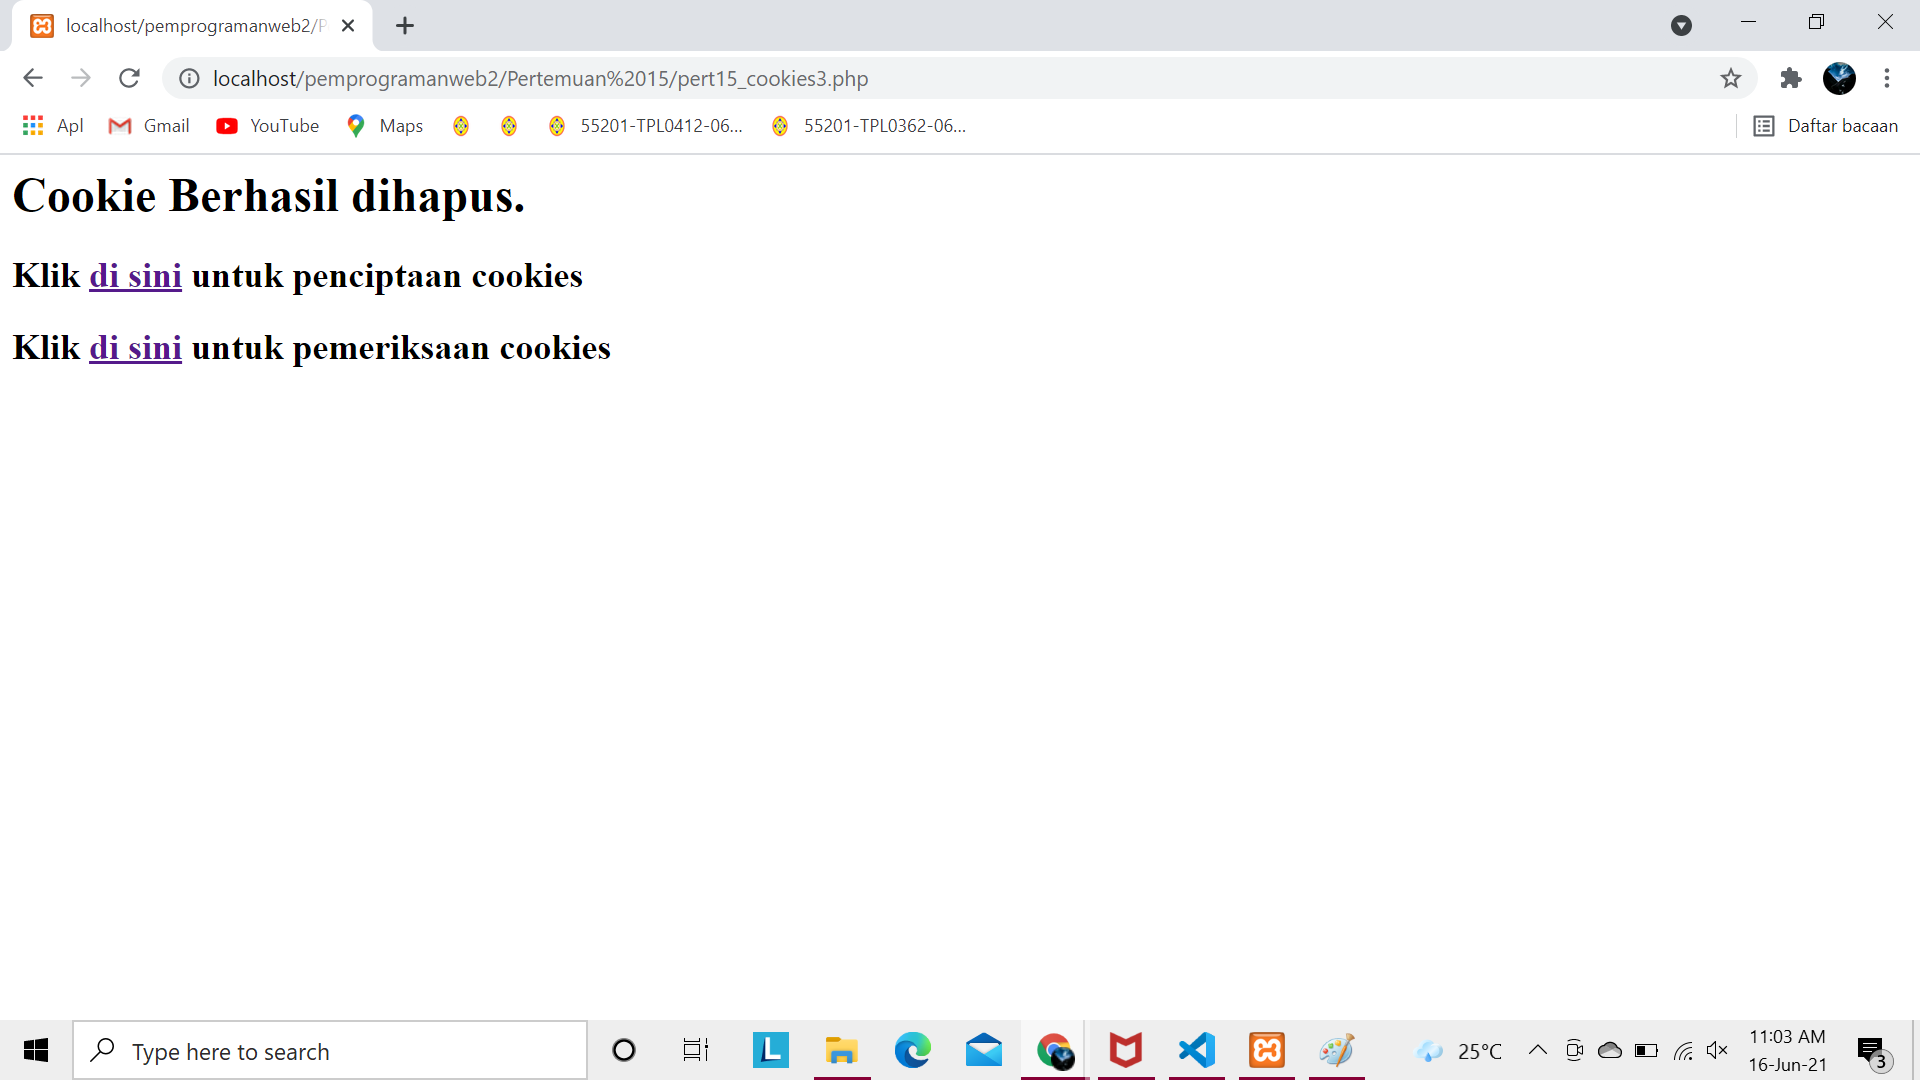 localhost/pemprogramanweb2/P
localhost/pemprogramanweb2/Pertemuan%2015/pert15_cookies3.php
Apl Gmail YouTube Maps 55201-TPL0412-06... 55201-TPL0362-06... Daftar bacaan
Cookie Berhasil dihapus.
Klik di sini untuk penciptaan cookies
Klik di sini untuk pemeriksaan cookies
Type here to search
L
25°C
11:03 AM
16-Jun-21
3